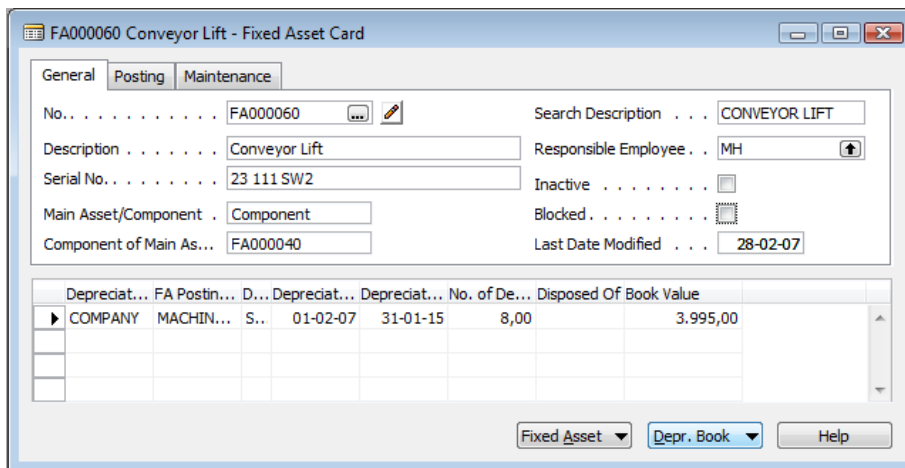 FA000060 Conveyor Lift - Fixed Asset Card
General Posting Maintenance
No. . . . . . . . . . . . FA000060 ... Search Description . . . CONVEYOR LIFT
Description . . . . . . . Conveyor Lift Responsible Employee . . MH
Serial No. . . . . . . . . 23 111 SW2 Inactive . . . . . . . .
Main Asset/Component . Component Blocked . . . . . . . . .
Component of Main As... FA000040 Last Date Modified . . . 28-02-07
Depreciat... FA Postin... D... Depreciat... Depreciat... No. of De... Disposed Of Book Value
COMPANY MACHIN... S... 01-02-07 31-01-15 8,00 3.995,00
Fixed Asset Depr. Book Help